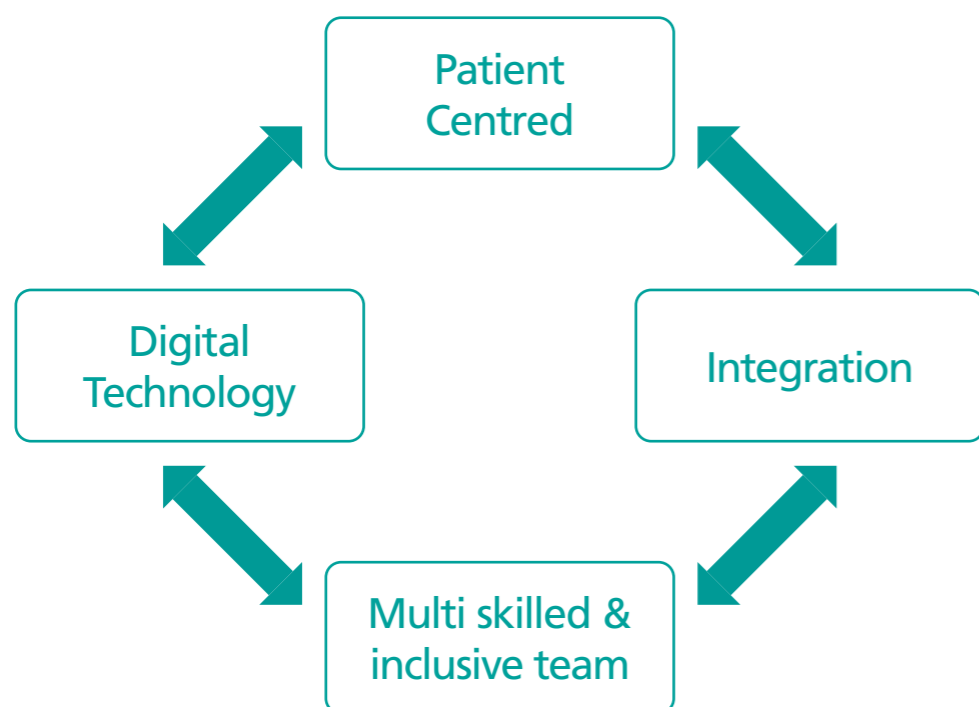 Patient
Centred
Digital
Technology
Integration
Multi skilled &
inclusive team